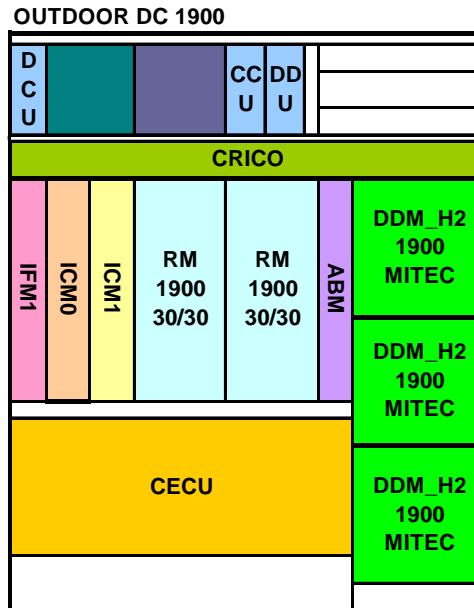 OUTDOOR DC 1900
D
C
U
CC
U
DD
U
CRICO
IFM1
ICM0
ICM1
RM
1900
30/30
RM
1900
30/30
ABM
DDM_H2
1900
MITEC
DDM_H2
1900
MITEC
CECU
DDM_H2
1900
MITEC